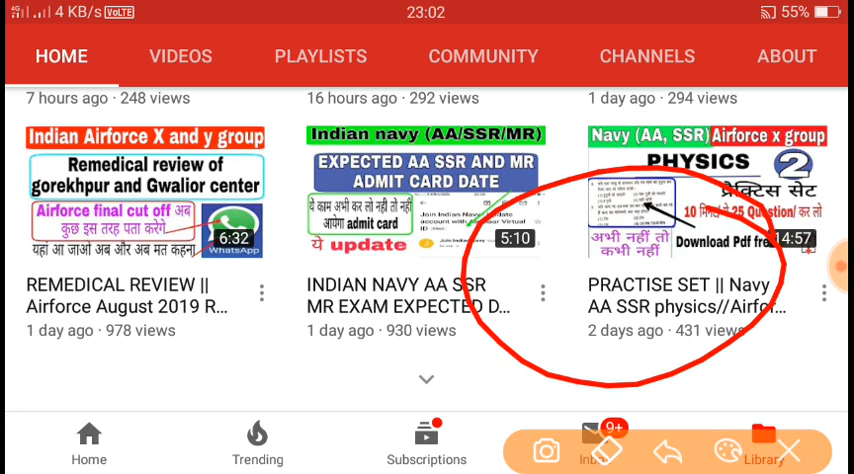 4G 4 KB/s VoLTE 23:02 55%
HOME VIDEOS PLAYLISTS COMMUNITY CHANNELS ABOUT
7 hours ago · 248 views
16 hours ago · 292 views
1 day ago · 294 views
Indian Airforce X and y group
Remedical review of
gorekhpur and Gwalior center
Airforce final cut off अब
कुछ इस तरह पता करेगे
यहां आ जाओ अब और अब मत कहना
WhatsApp
6:32
REMEDICAL REVIEW ||
Airforce August 2019 R...
1 day ago · 978 views
Indian navy (AA/SSR/MR)
EXPECTED AA SSR AND MR
ADMIT CARD DATE
ये काम अभी कर लो नही तो नही
आयेगा admit card
ये update
Join Indian Navy
5:10
INDIAN NAVY AA SSR
MR EXAM EXPECTED D...
1 day ago · 930 views
Navy (AA, SSR) Airforce x group
PHYSICS 2
प्रैक्टिस सेट
10 25 Question/ कर लो
अभी नहीं तो
कभी नहीं
Download Pdf free
14:57
PRACTISE SET || Navy
AA SSR physics//Airfor...
2 days ago · 431 views
9+
Home Trending Subscriptions Library